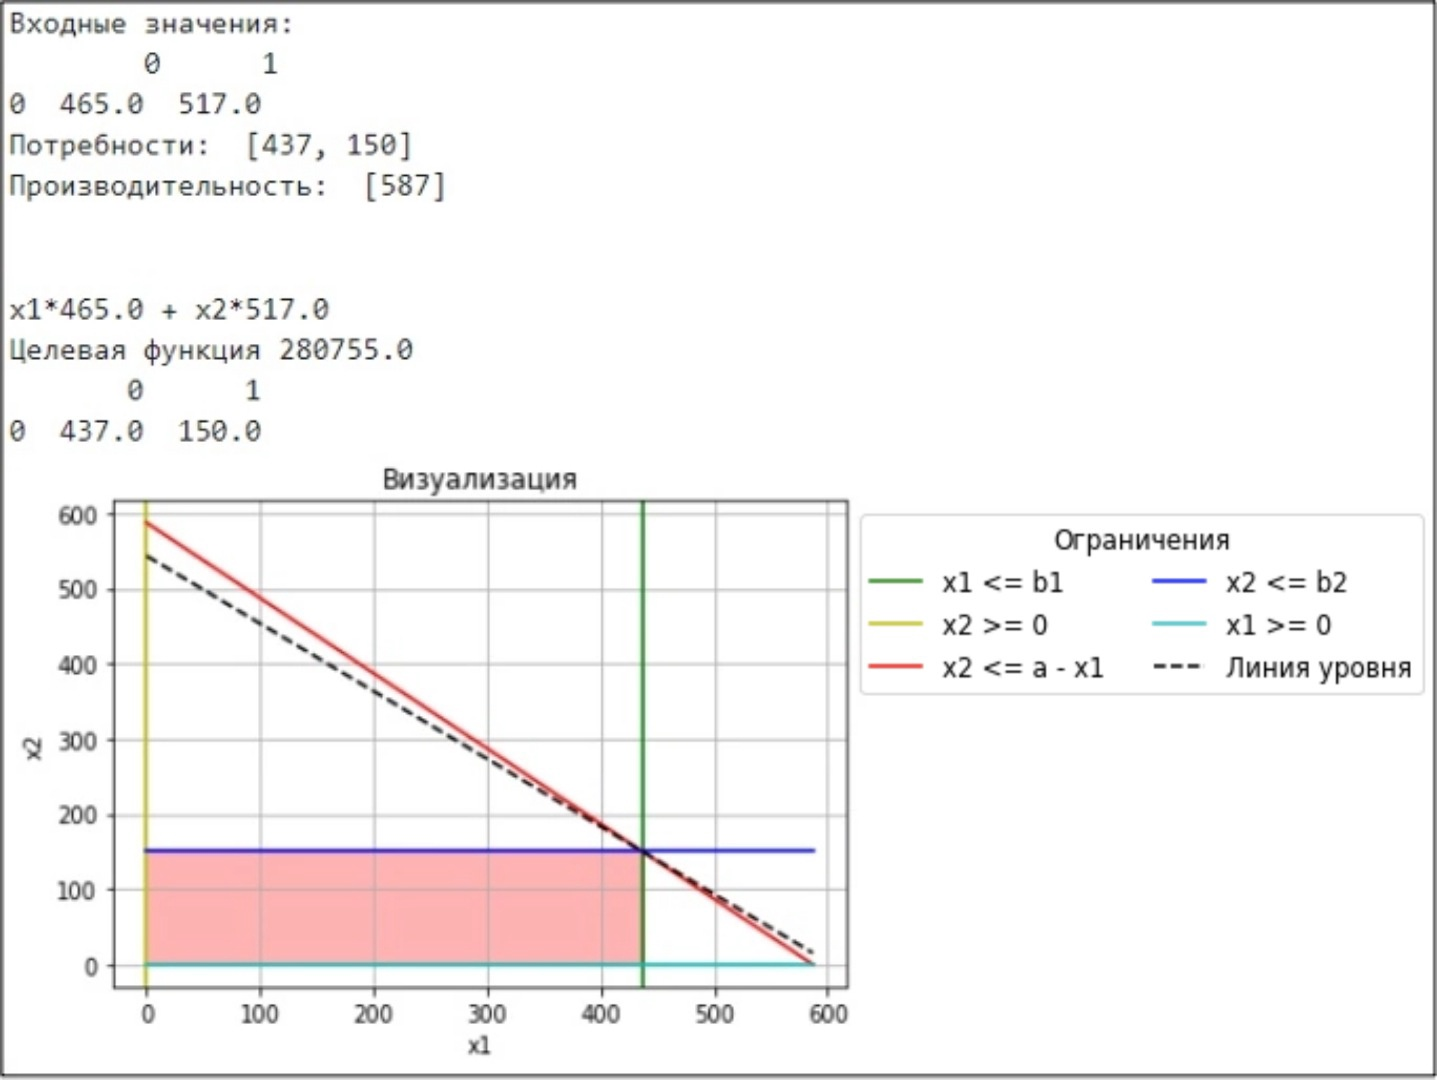 Входные значения:
0 1
0 465.0 517.0
Потребности: [437, 150]
Производительность: [587]
x1*465.0 + x2*517.0
Целевая функция 280755.0
0 1
0 437.0 150.0
Визуализация
600
500
400
300
200
100
0
x2
0 100 200 300 400 500 600
x1
Ограничения
x1 <= b1 x2 <= b2
x2 >= 0 x1 >= 0
x2 <= a - x1 Линия уровня